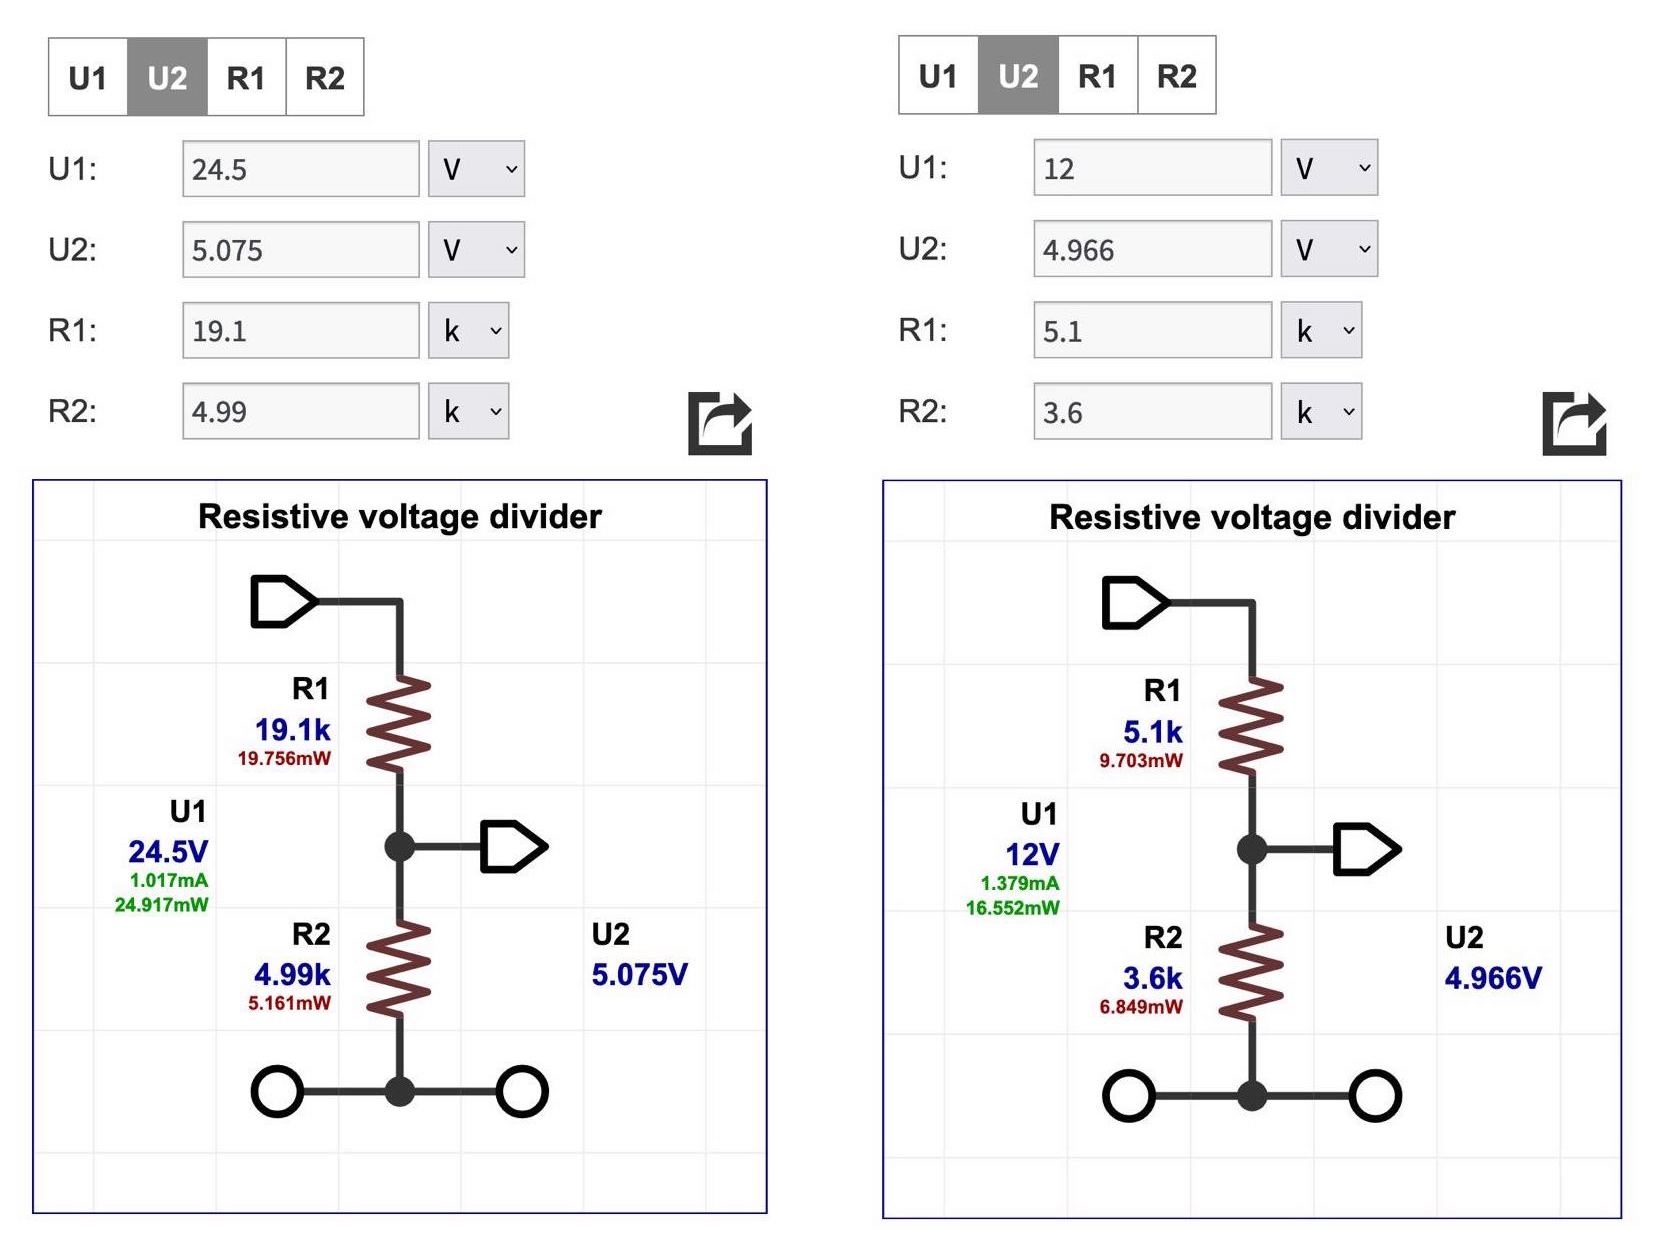 U1 U2 R1 R2
U1: 24.5 V
U2: 5.075 V
R1: 19.1 k
R2: 4.99 k
Resistive voltage divider
R1
19.1k
19.756mW
U1
24.5V
1.017mA
24.917mW
R2
4.99k
5.161mW
U2
5.075V
U1 U2 R1 R2
U1: 12 V
U2: 4.966 V
R1: 5.1 k
R2: 3.6 k
Resistive voltage divider
R1
5.1k
9.703mW
U1
12V
1.379mA
16.552mW
R2
3.6k
6.849mW
U2
4.966V